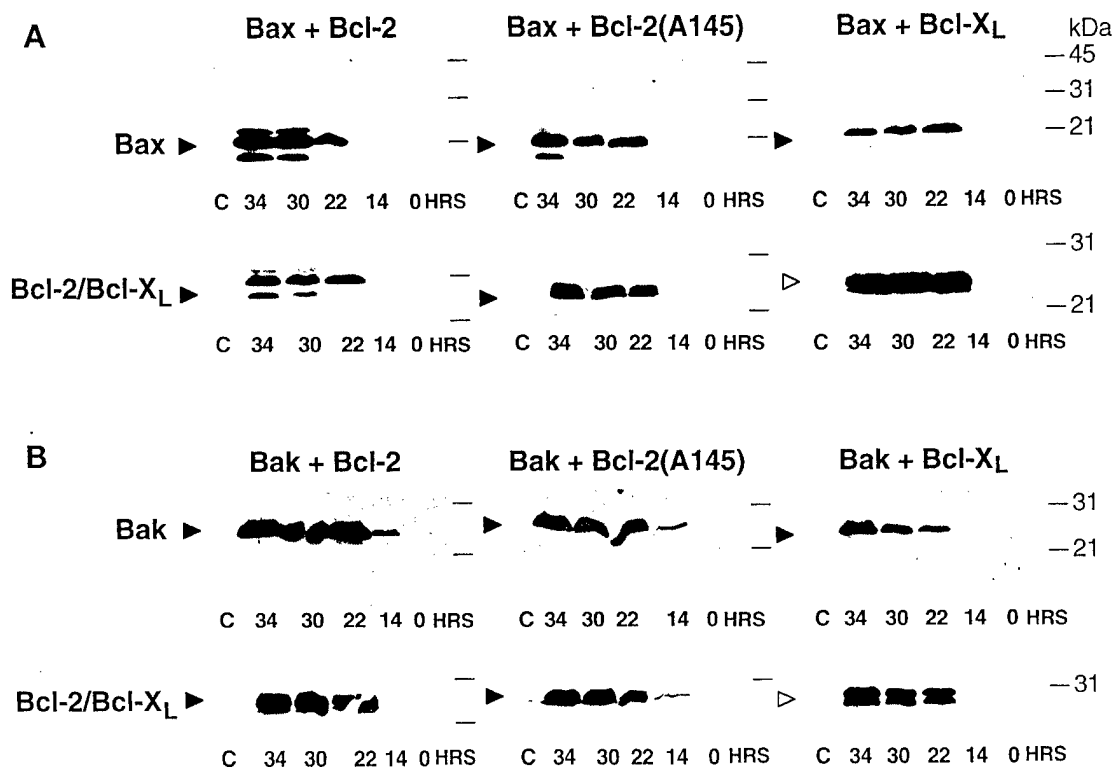 A
Bax + Bcl-2
Bax + Bcl-2(A145)
Bax + Bcl-XL
kDa
45
31
21
Bax
C 34 30 22 14 0 HRS
C 34 30 22 14 0 HRS
C 34 30 22 14 0 HRS
31
21
Bcl-2/Bcl-XL
C 34 30 22 14 0 HRS
C 34 30 22 14 0 HRS
C 34 30 22 14 0 HRS
B
Bak + Bcl-2
Bak + Bcl-2(A145)
Bak + Bcl-XL
31
21
Bak
C 34 30 22 14 0 HRS
C 34 30 22 14 0 HRS
C 34 30 22 14 0 HRS
31
Bcl-2/Bcl-XL
C 34 30 22 14 0 HRS
C 34 30 22 14 0 HRS
C 34 30 22 14 0 HRS